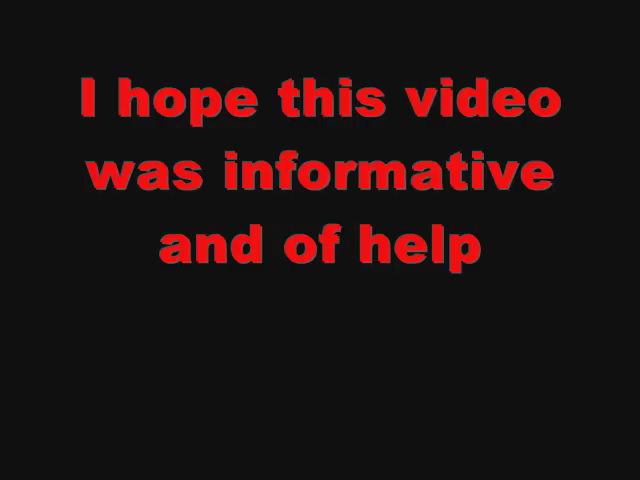 I hope this video
was informative
and of help